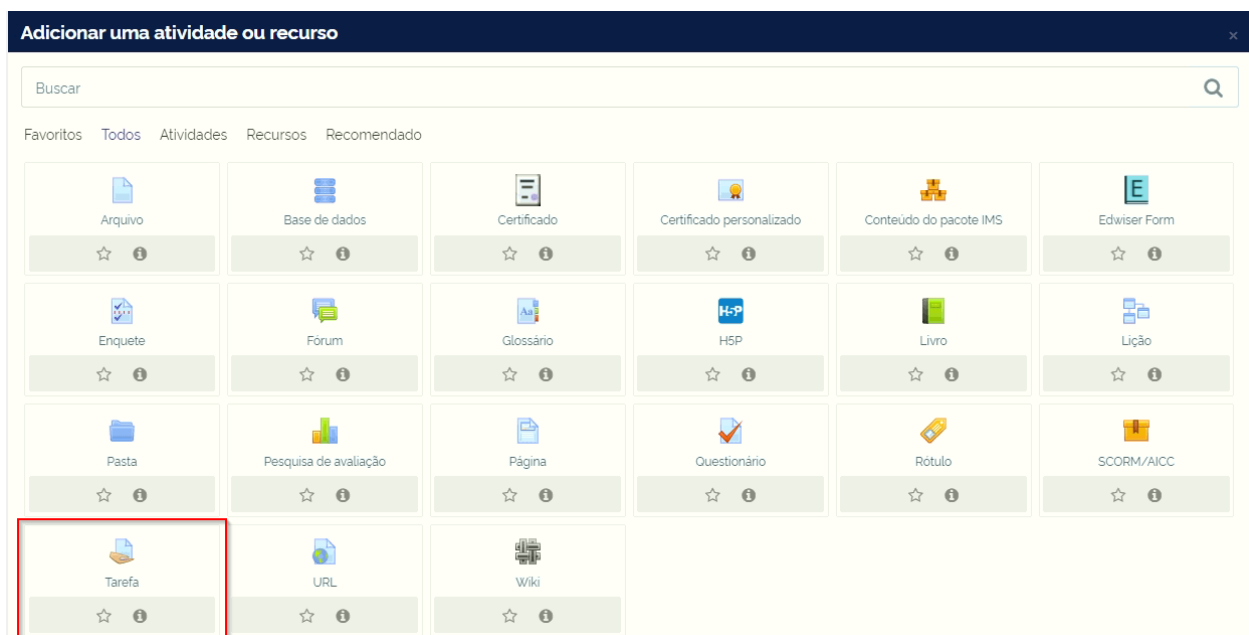 Adicionar uma atividade ou recurso
×
Buscar
Favoritos Todos Atividades Recursos Recomendado
Arquivo Base de dados Certificado Certificado personalizado Conteúdo do pacote IMS Edwiser Form
Enquete Fórum Glossário H5P Livro Lição
Pasta Pesquisa de avaliação Página Questionário Rótulo SCORM/AICC
Tarefa URL Wiki